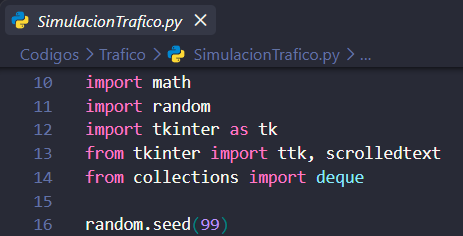 SimulacionTrafico.py ×
Codigos > Trafico > SimulacionTrafico.py > ...
10 import math
11 import random
12 import tkinter as tk
13 from tkinter import ttk, scrolledtext
14 from collections import deque
15
16 random.seed(99)